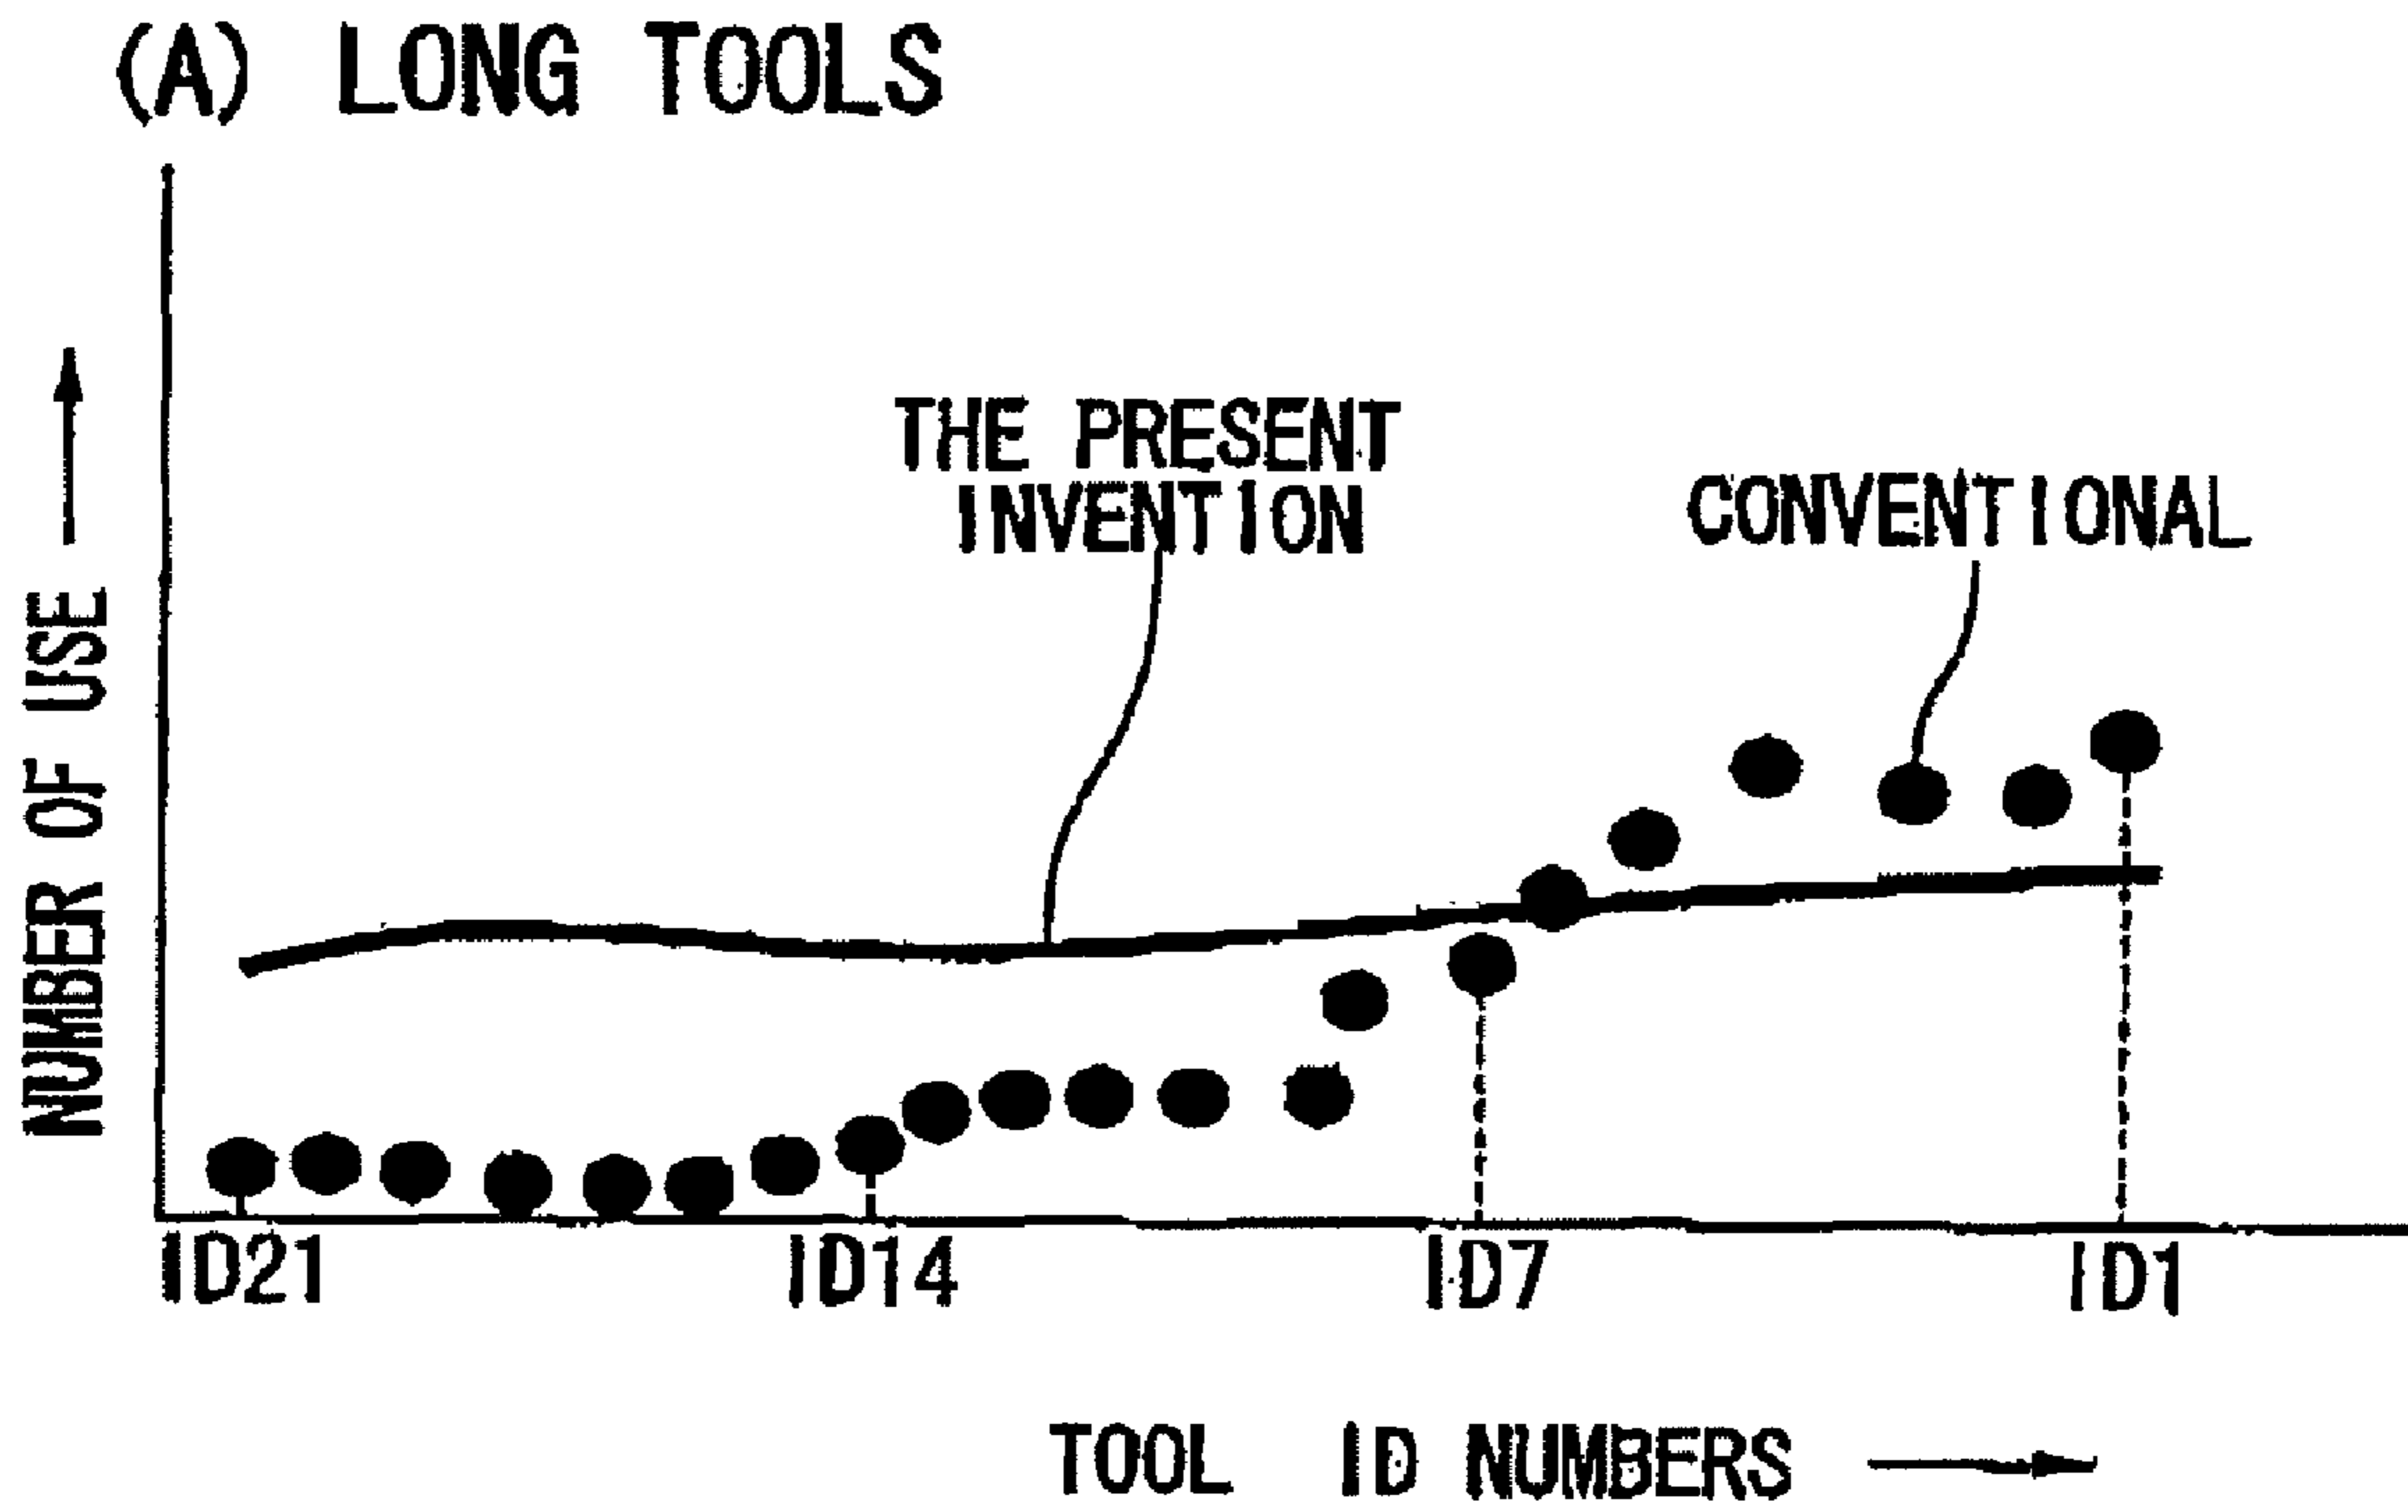 (A) LONG TOOLS
THE PRESENT
INVENTION
CONVENTIONAL
NUMBER OF USE
ID21
ID14
ID7
ID1
TOOL ID NUMBERS